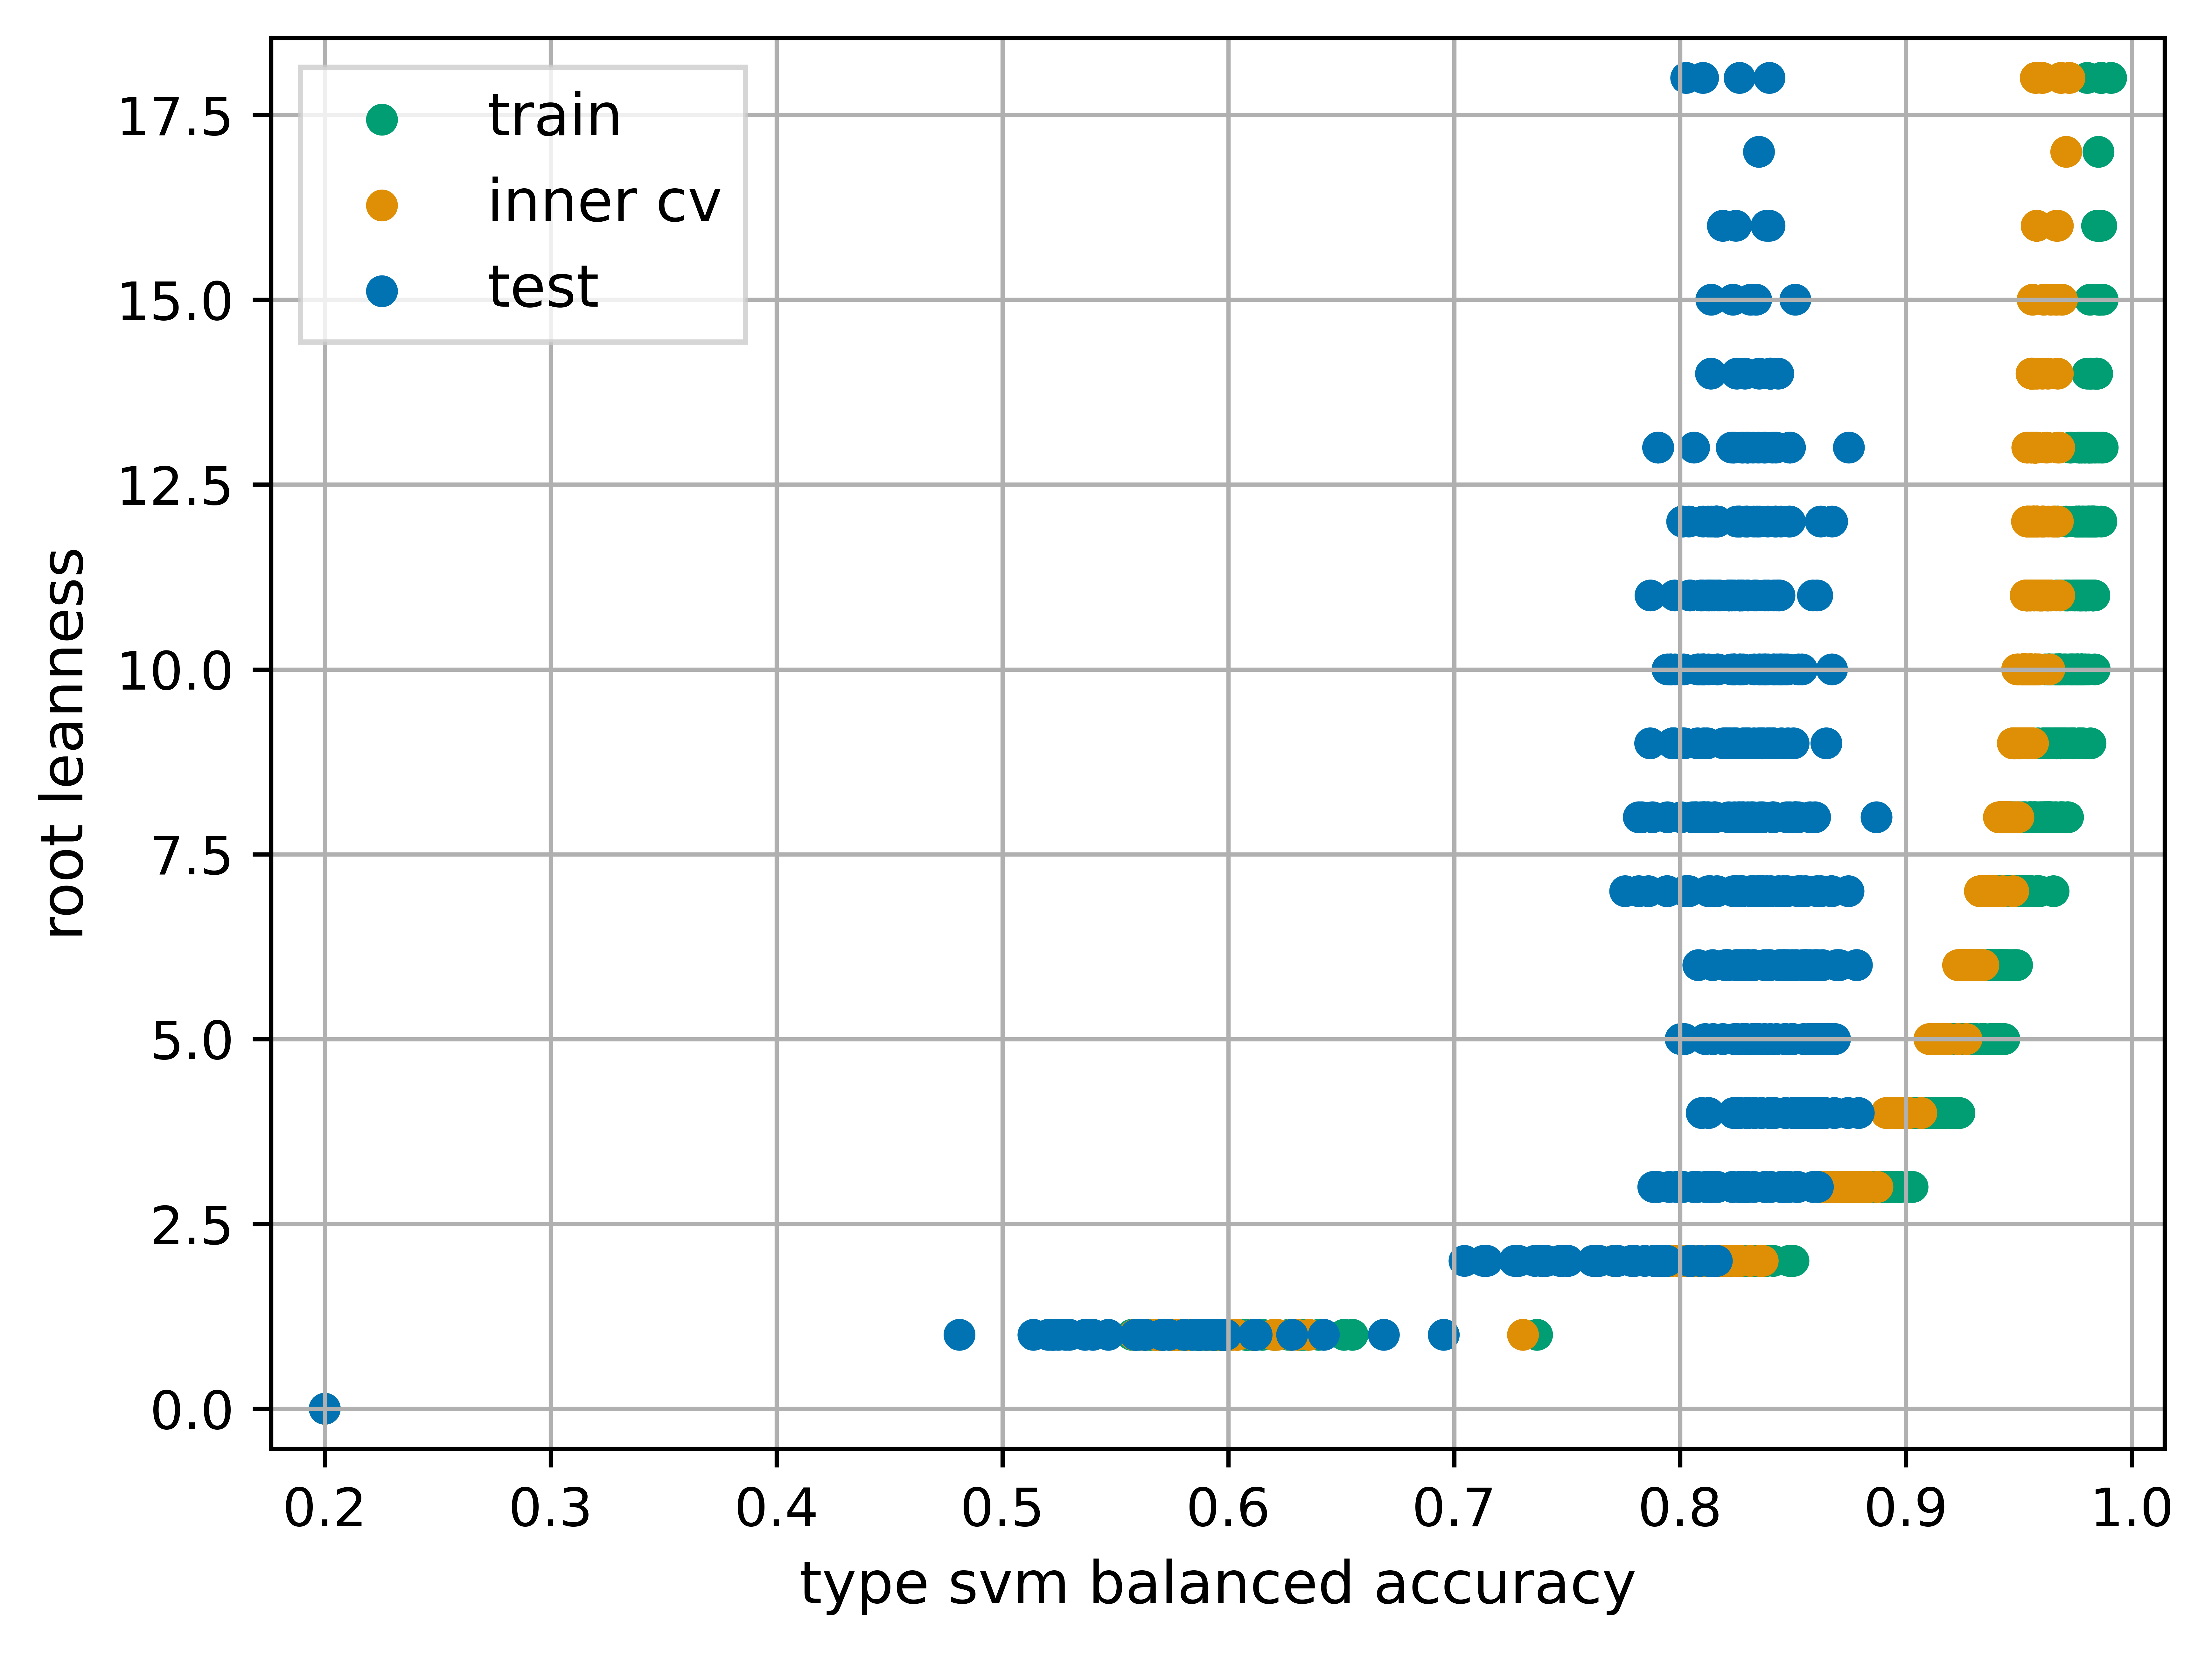 train
inner cv
test
17.5
15.0
12.5
10.0
7.5
5.0
2.5
0.0
root leanness
0.2 0.3 0.4 0.5 0.6 0.7 0.8 0.9 1.0
type svm balanced accuracy